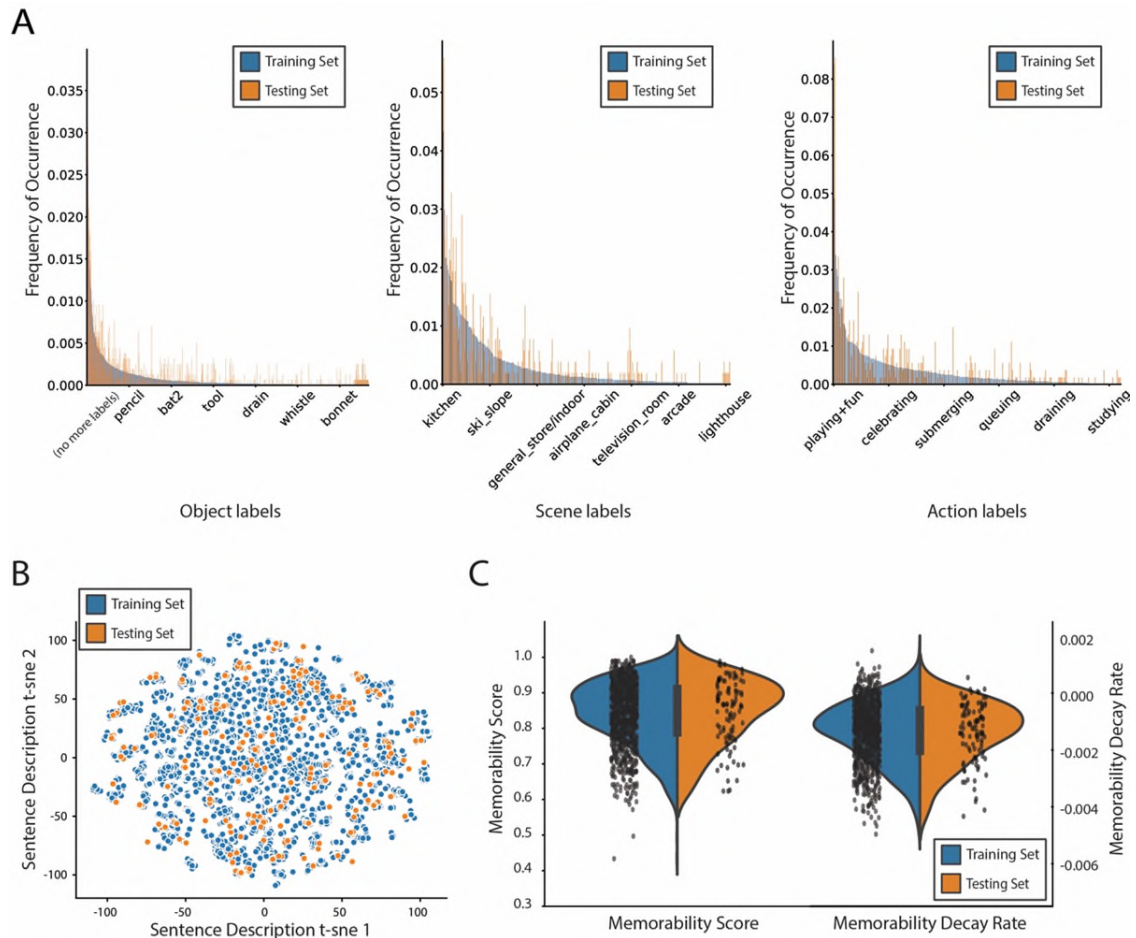 A
Training Set
Testing Set
Frequency of Occurrence
0.035
0.030
0.025
0.020
0.015
0.010
0.005
0.000
(no more labels)
pencil
bat2
tool
drain
whistle
bonnet
Object labels
Training Set
Testing Set
Frequency of Occurrence
0.05
0.04
0.03
0.02
0.01
0.00
kitchen
ski_slope
general_store/indoor
airplane_cabin
television_room
arcade
lighthouse
Scene labels
Training Set
Testing Set
Frequency of Occurrence
0.08
0.07
0.06
0.05
0.04
0.03
0.02
0.01
0.00
playing+fun
celebrating
submerging
queuing
draining
studying
Action labels
B
Training Set
Testing Set
Sentence Description t-sne 2
100
50
0
-50
-100
-100 -50 0 50 100
Sentence Description t-sne 1
C
Memorability Score
1.0
0.9
0.8
0.7
0.6
0.5
0.4
0.3
0.002
0.000
-0.002
-0.004
-0.006
Memorability Decay Rate
Training Set
Testing Set
Memorability Score
Memorability Decay Rate